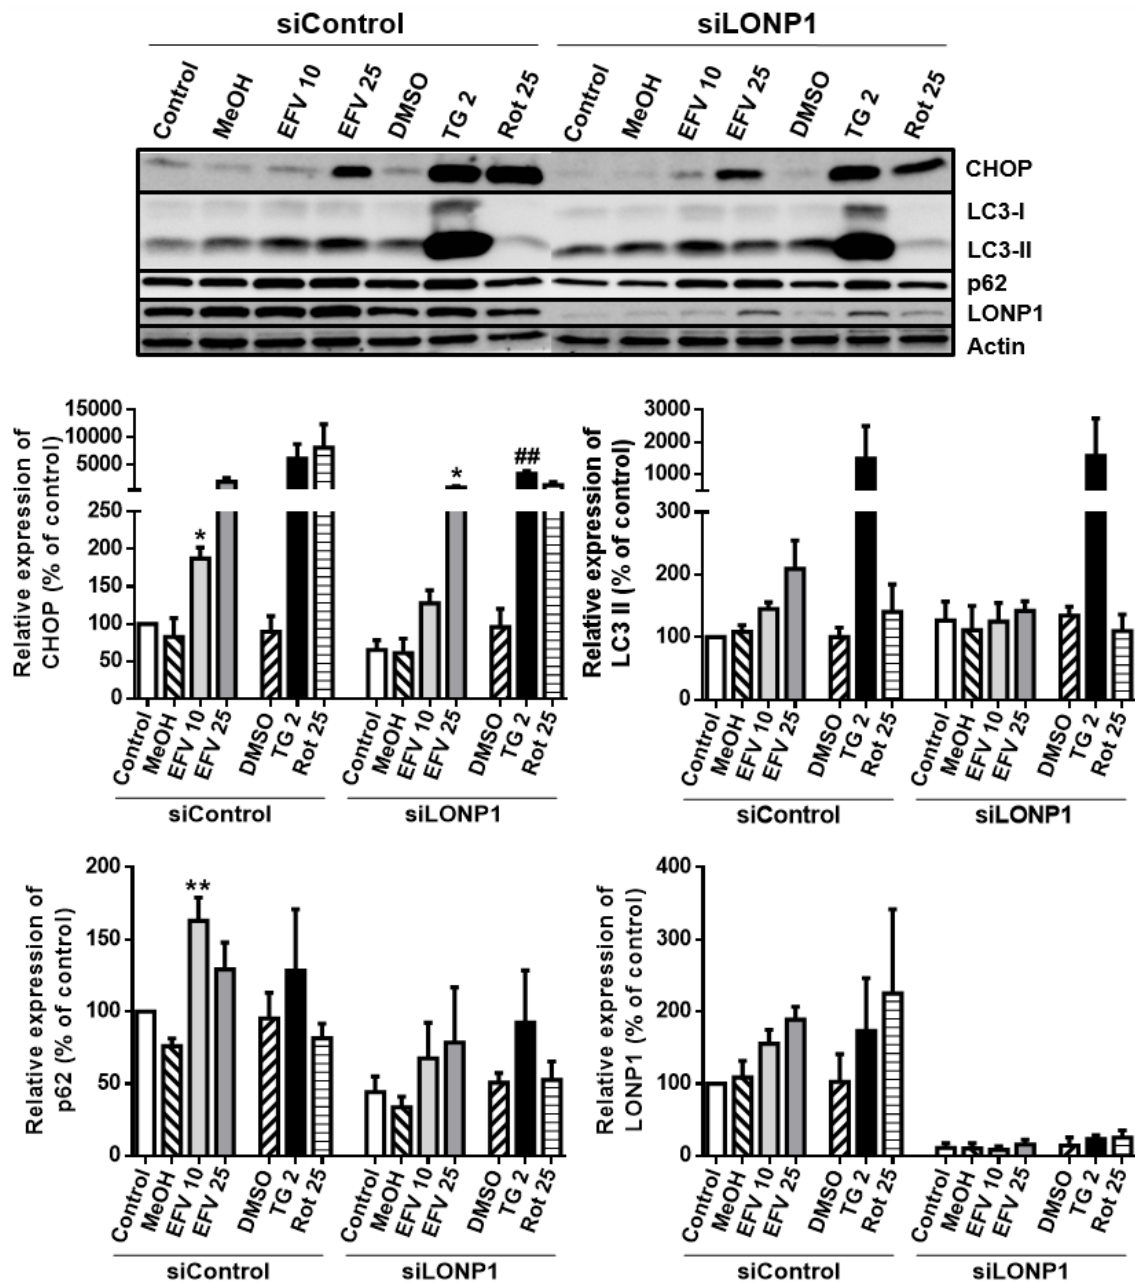 siControl siLONP1
Control MeOH EFV 10 EFV 25 DMSO TG 2 Rot 25 Control MeOH EFV 10 EFV 25 DMSO TG 2 Rot 25
CHOP
LC3-I
LC3-II
p62
LONP1
Actin
Relative expression of
CHOP (% of control)
15000
10000
5000
250
200
150
100
50
0
*
*
##
Control MeOH EFV 10 EFV 25 DMSO TG 2 Rot 25 Control MeOH EFV 10 EFV 25 DMSO TG 2 Rot 25
siControl siLONP1
Relative expression of
LC3 II (% of control)
3000
2000
1000
300
200
100
0
Control MeOH EFV 10 EFV 25 DMSO TG 2 Rot 25 Control MeOH EFV 10 EFV 25 DMSO TG 2 Rot 25
siControl siLONP1
Relative expression of
p62 (% of control)
200
150
100
50
0
**
Control MeOH EFV 10 EFV 25 DMSO TG 2 Rot 25 Control MeOH EFV 10 EFV 25 DMSO TG 2 Rot 25
siControl siLONP1
Relative expression of
LONP1 (% of control)
400
300
200
100
0
Control MeOH EFV 10 EFV 25 DMSO TG 2 Rot 25 Control MeOH EFV 10 EFV 25 DMSO TG 2 Rot 25
siControl siLONP1